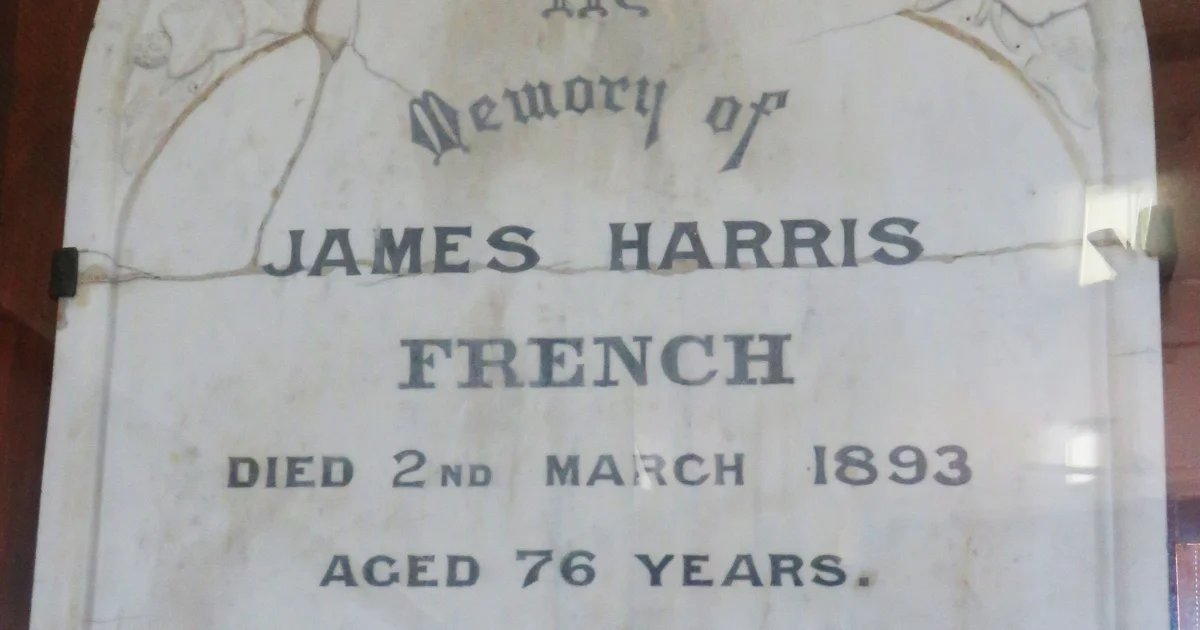 Memory of
JAMES HARRIS
FRENCH
DIED 2ND MARCH 1893
AGED 76 YEARS.